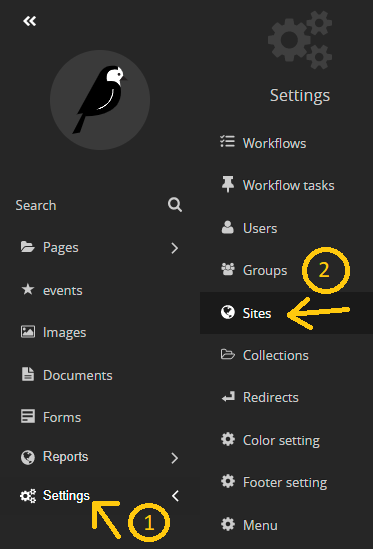 Search
Pages
events
Images
Documents
Forms
Reports
Settings
1
Settings
Workflows
Workflow tasks
Users
Groups
2
Sites
Collections
Redirects
Color setting
Footer setting
Menu